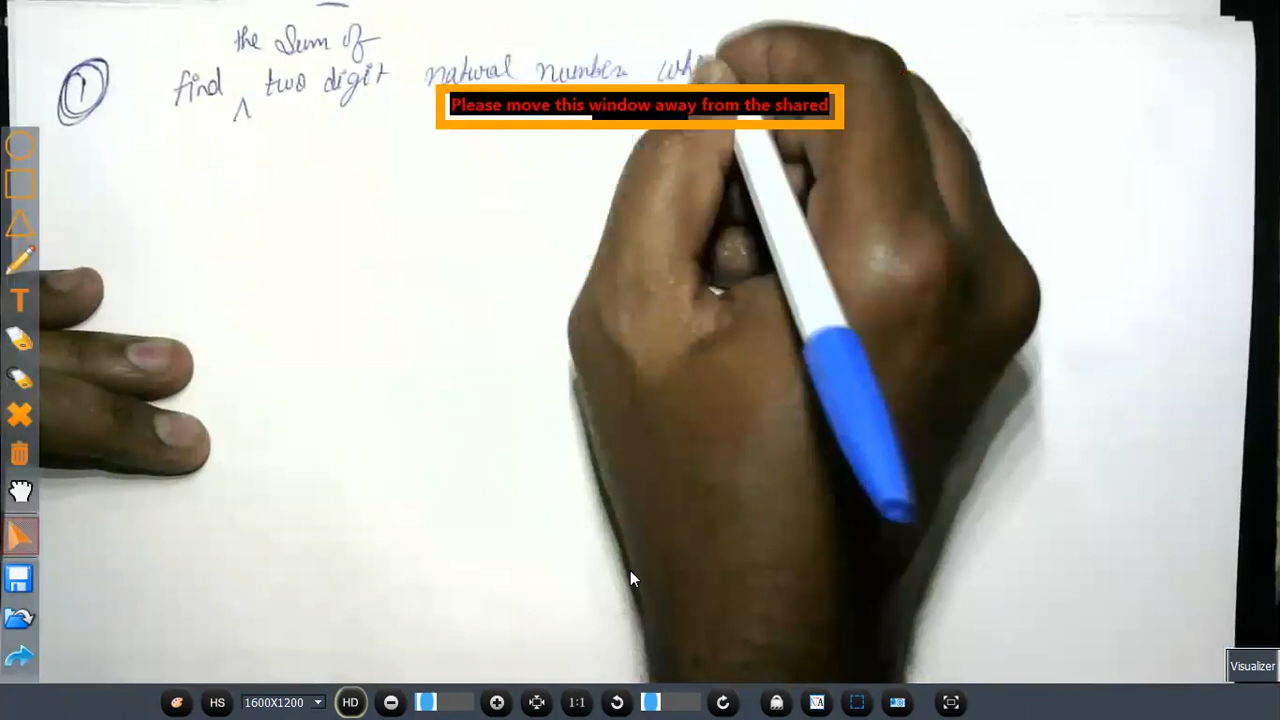 the Sum of
① find ^ two digit natural number wh
Please move this window away from the shared
T
HS
1600X1200
HD
1:1
Visualizer